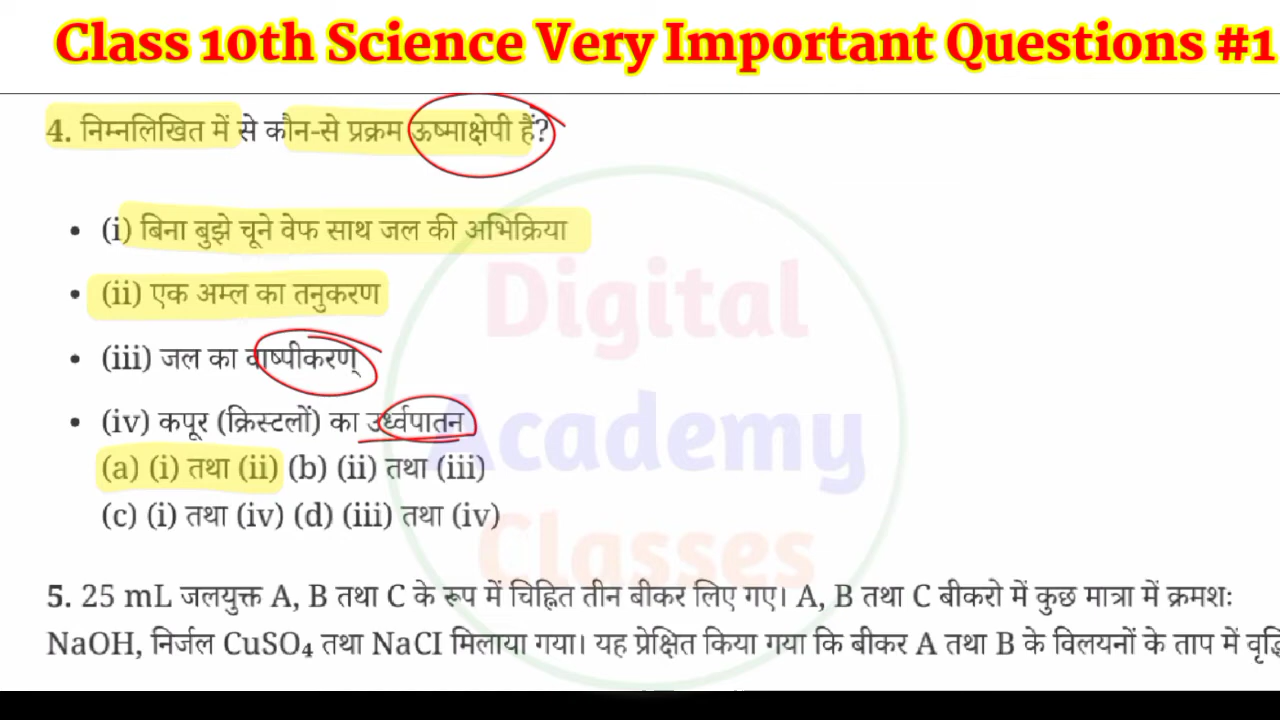 Class 10th Science Very Important Questions #1
4. निम्नलिखित में से कौन-से प्रक्रम ऊष्माक्षेपी हैं?
• (i) बिना बुझे चूने वेफ साथ जल की अभिक्रिया
• (ii) एक अम्ल का तनुकरण
• (iii) जल का वाष्पीकरण्
• (iv) कपूर (क्रिस्टलों) का उर्ध्वपातन
(a) (i) तथा (ii) (b) (ii) तथा (iii)
(c) (i) तथा (iv) (d) (iii) तथा (iv)
5. 25 mL जलयुक्त A, B तथा C के रूप में चिह्नित तीन बीकर लिए गए। A, B तथा C बीकरो में कुछ मात्रा में क्रमशः
NaOH, निर्जल CuSO₄ तथा NaCI मिलाया गया। यह प्रेक्षित किया गया कि बीकर A तथा B के विलयनों के ताप में
Digital
Academy
Classes